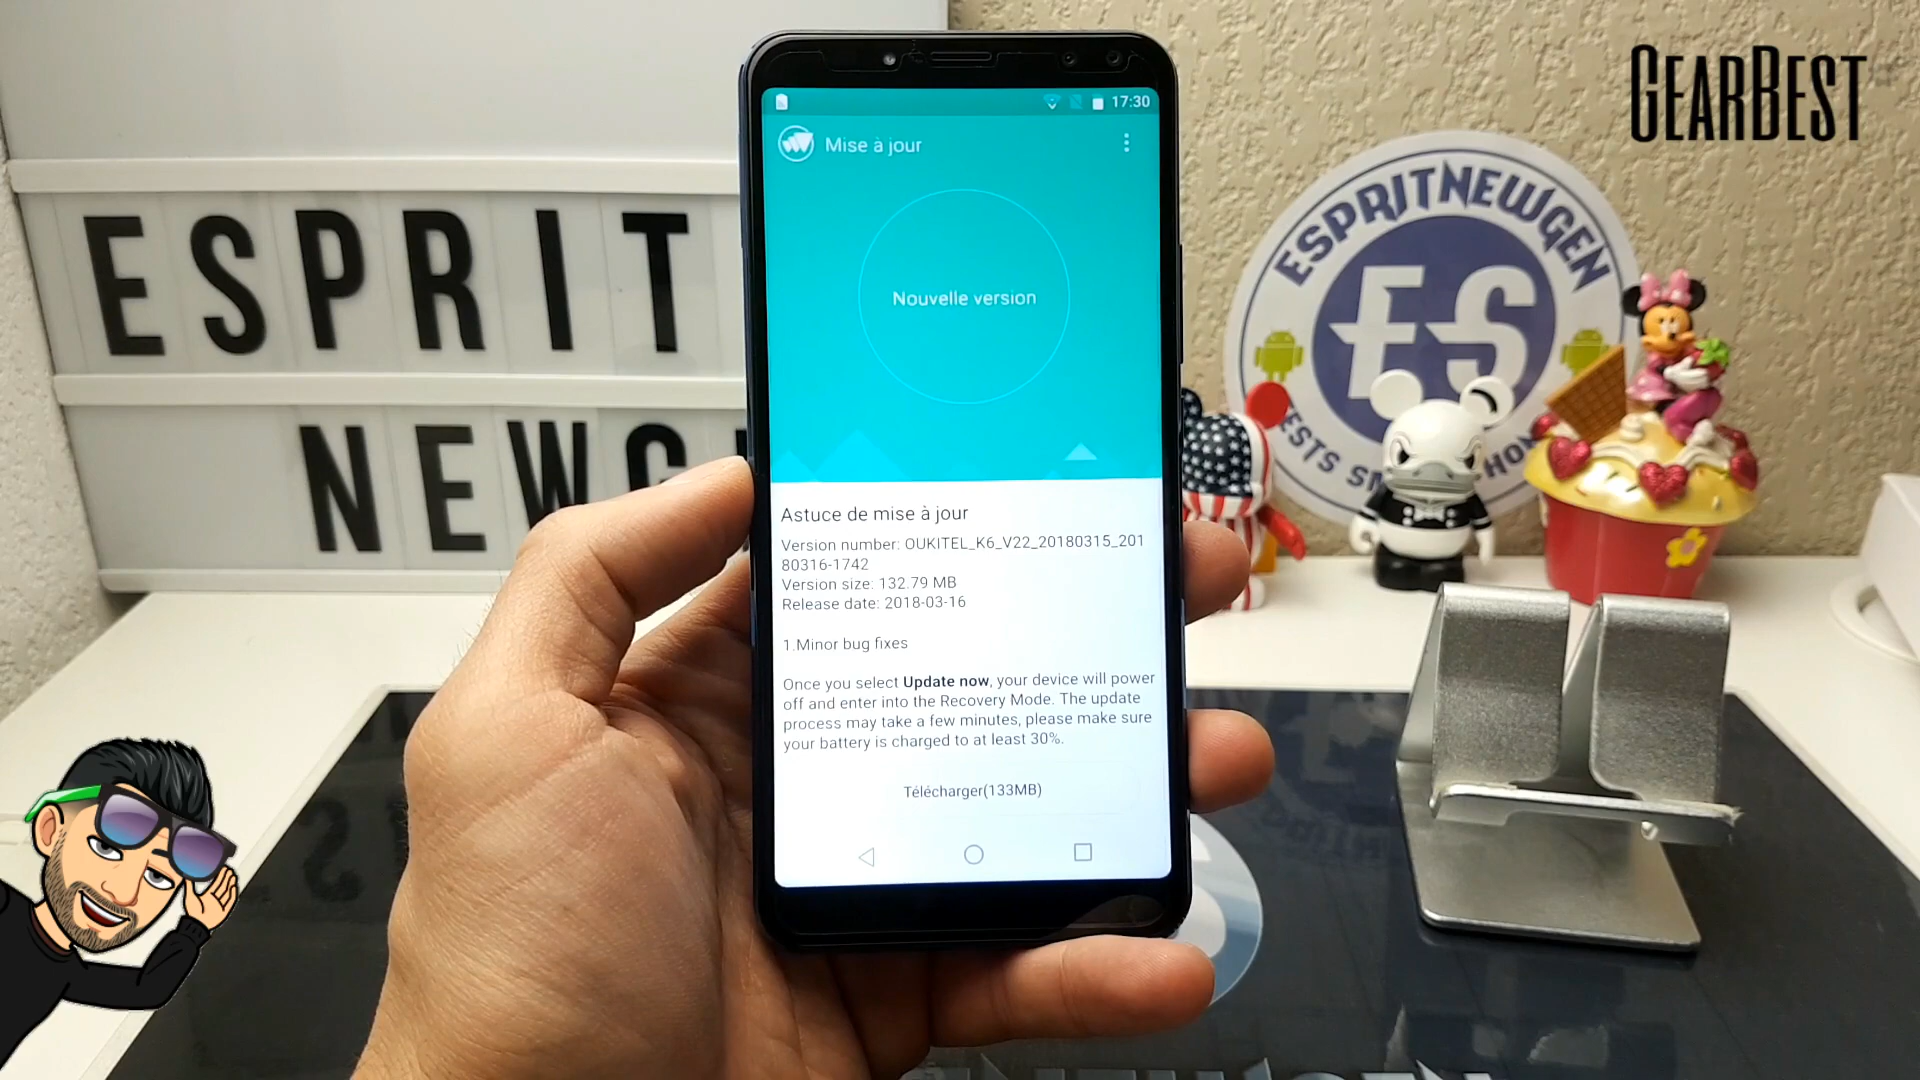 GEARBEST
ESPRIT
NEWG
17:30
Mise à jour
Nouvelle version
Astuce de mise à jour
Version number: OUKITEL_K6_V22_20180315_201
80316-1742
Version size: 132.79 MB
Release date: 2018-03-16
1.Minor bug fixes
Once you select Update now, your device will power
off and enter into the Recovery Mode. The update
process may take a few minutes, please make sure
your battery is charged to at least 30%.
Télécharger(133MB)
ESPRITNEWGEN
ES